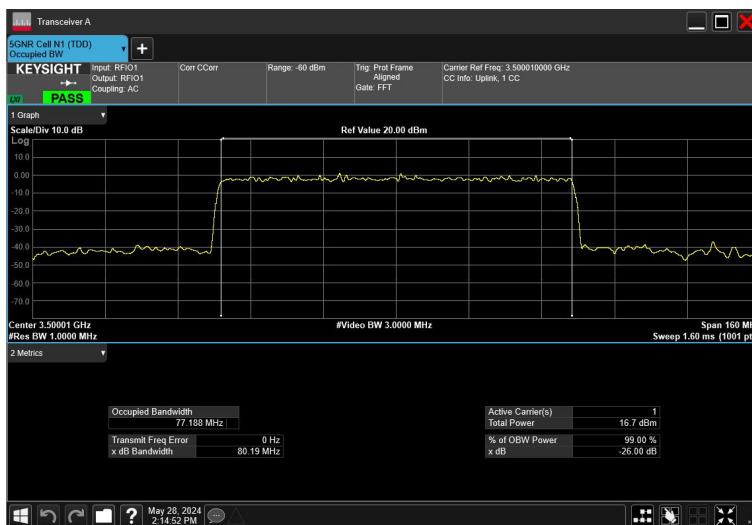 Transceiver A
5GNR Cell N1 (TDD)
Occupied BW
KEYSIGHT
LXI
PASS
Input: RFIO1
Output: RFIO1
Coupling: AC
Corr CCorr
Range: -60 dBm
Trig: Prot Frame
Aligned
Gate: FFT
Carrier Ref Freq: 3.500010000 GHz
CC Info: Uplink, 1 CC
1 Graph
Scale/Div 10.0 dB
Ref Value 20.00 dBm
Log
10.0
0.00
-10.0
-20.0
-30.0
-40.0
-50.0
-60.0
-70.0
Center 3.50001 GHz
#Video BW 3.0000 MHz
Span 160 M
#Res BW 1.0000 MHz
Sweep 1.60 ms (1001 pt
2 Metrics
Occupied Bandwidth
77.188 MHz
Transmit Freq Error 0 Hz
x dB Bandwidth 80.19 MHz
Active Carrier(s) 1
Total Power 16.7 dBm
% of OBW Power 99.00 %
x dB -26.00 dB
?
May 28, 2024
2:14:52 PM